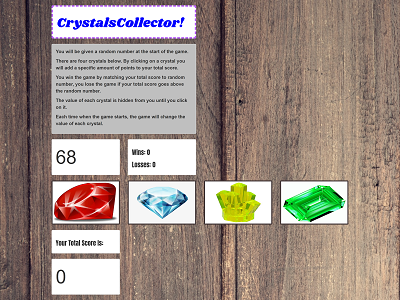 CrystalsCollector!
You will be given a random number at the start of the game.
There are four crystals below. By clicking on a crystal you
will add a specific amount of points to your total score.
You win the game by matching your total score to random
number, you lose the game if your total score goes above
the random number.
The value of each crystal is hidden from you until you click
on it.
Each time when the game starts, the game will change the
value of each crystal.
68
Wins: 0
Losses: 0
Your Total Score Is:
0